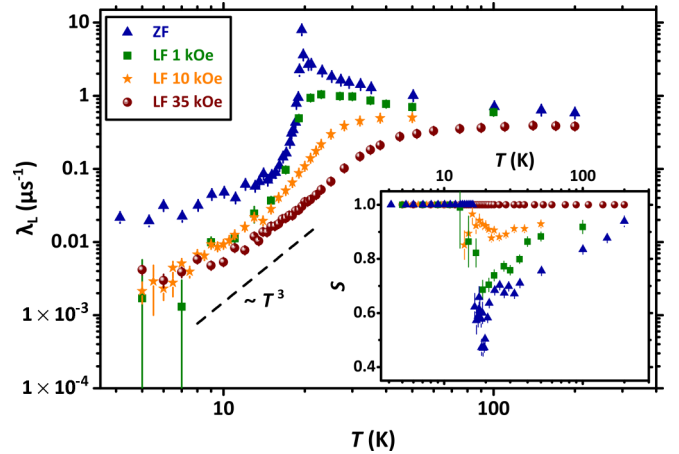 10
1
0.1
0.01
1 × 10⁻³
1 × 10⁻⁴
λL (µs⁻¹)
ZF
LF 1 kOe
LF 10 kOe
LF 35 kOe
~ T³
10
100
T (K)
T (K)
10
100
1.0
0.8
0.6
0.4
S